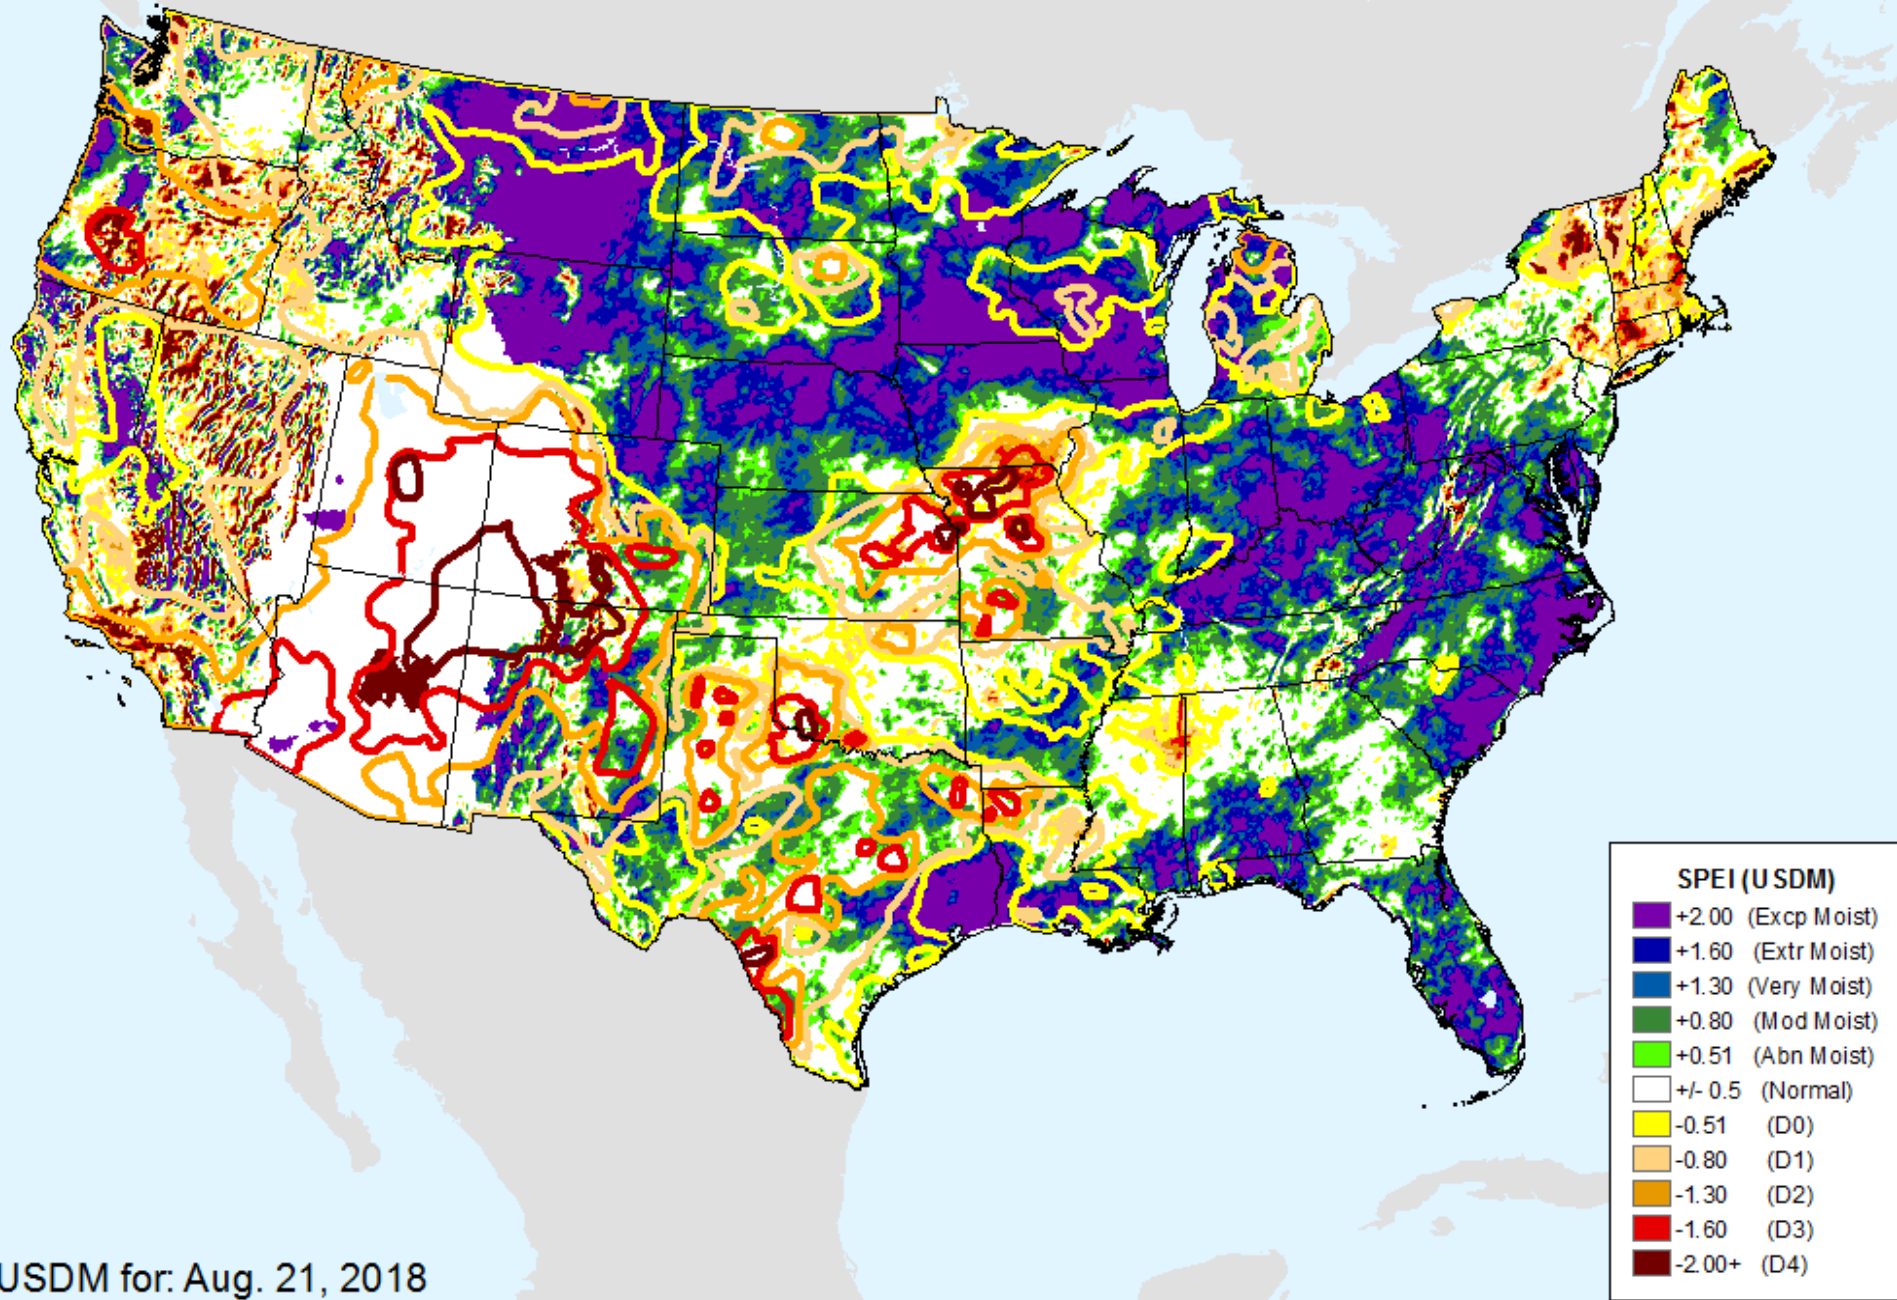 SPEI (USDM)
+2.00 (Excp Moist)
+1.60 (Extr Moist)
+1.30 (Very Moist)
+0.80 (Mod Moist)
+0.51 (Abn Moist)
+/- 0.5 (Normal)
-0.51 (D0)
-0.80 (D1)
-1.30 (D2)
-1.60 (D3)
-2.00+ (D4)
USDM for: Aug. 21, 2018